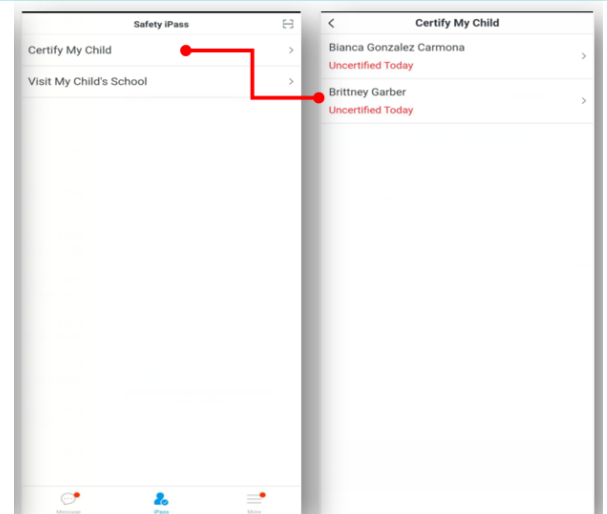 Safety iPass
Certify My Child
Visit My Child's School
Message
iPass
More
Certify My Child
Bianca Gonzalez Carmona
Uncertified Today
Brittney Garber
Uncertified Today